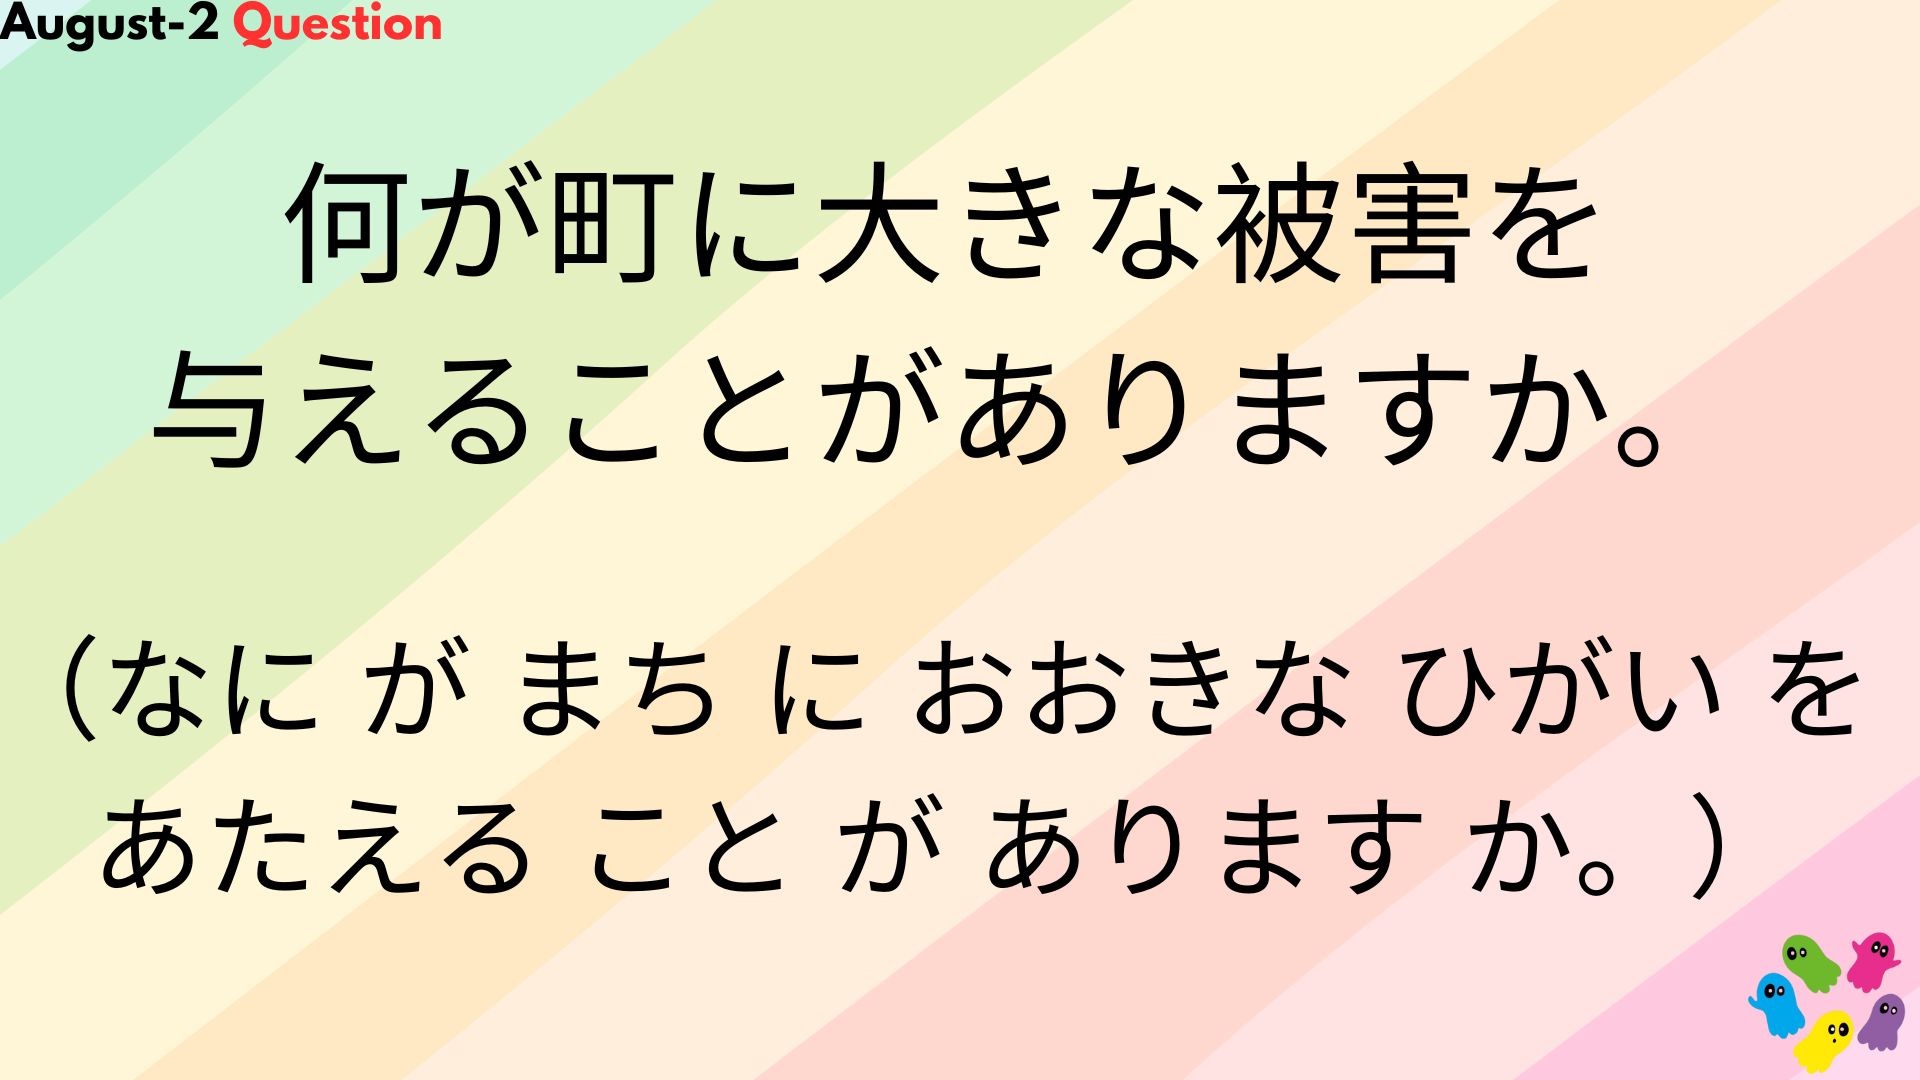 August-2 Question
何が町に大きな被害を
与えることがありますか。
（なに が まち に おおきな ひがい を
あたえる こと が あります か。）